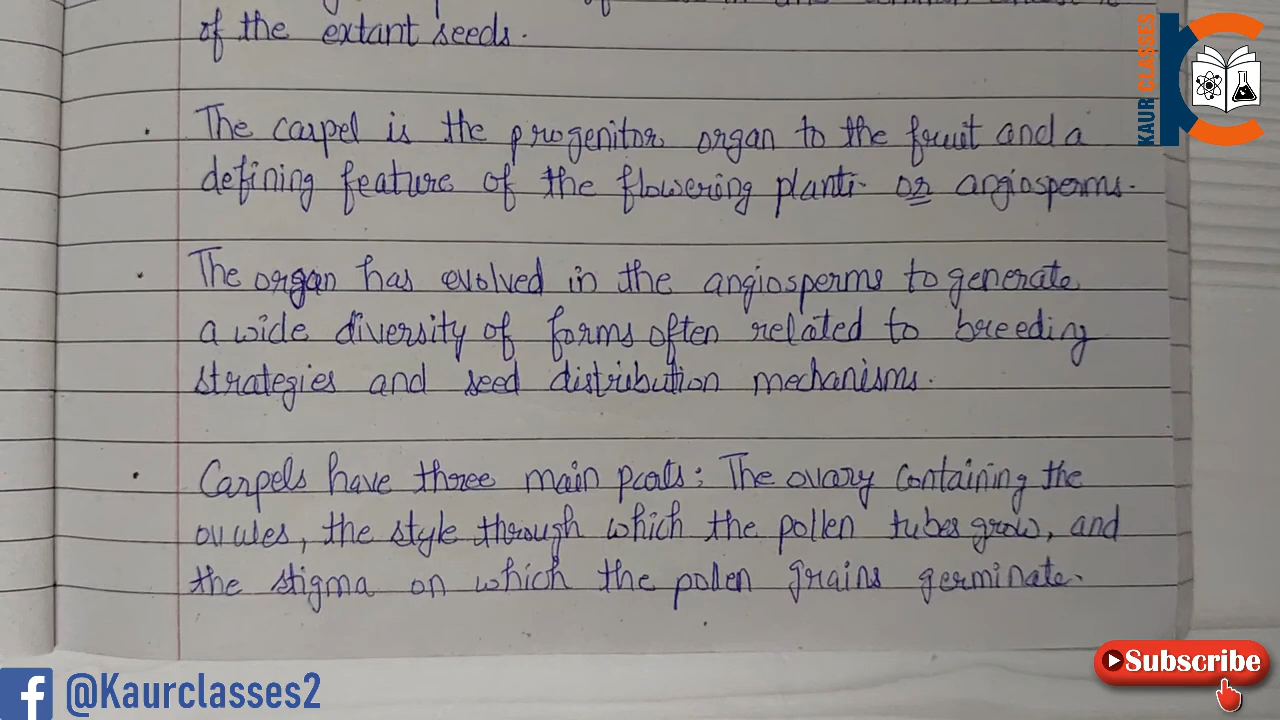 of the extant seeds.
KAUR CLASSES
The carpel is the progenitor organ to the fruit and a
defining feature of the flowering plants or angiosperms.
The organ has evolved in the angiosperms to generate
a wide diversity of forms often related to breeding
strategies and seed distribution mechanisms.
Carpels have three main parts: The ovary containing the
ovules, the style through which the pollen tubes grow, and
the stigma on which the pollen grains germinate.
Subscribe
@Kaurclasses2